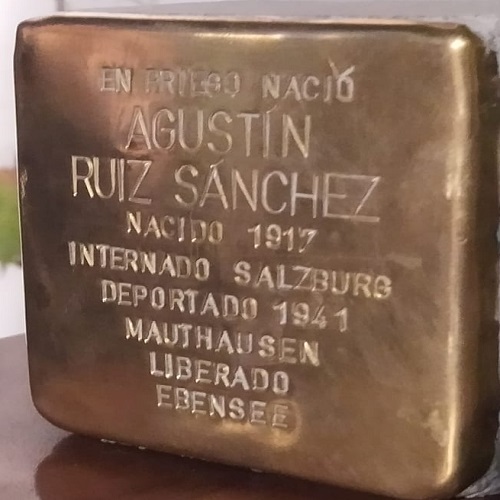 EN PRIEGO NACIÓ
AGUSTÍN
RUIZ SÁNCHEZ
NACIDO 1917
INTERNADO SALZBURG
DEPORTADO 1941
MAUTHAUSEN
LIBERADO
EBENSEE